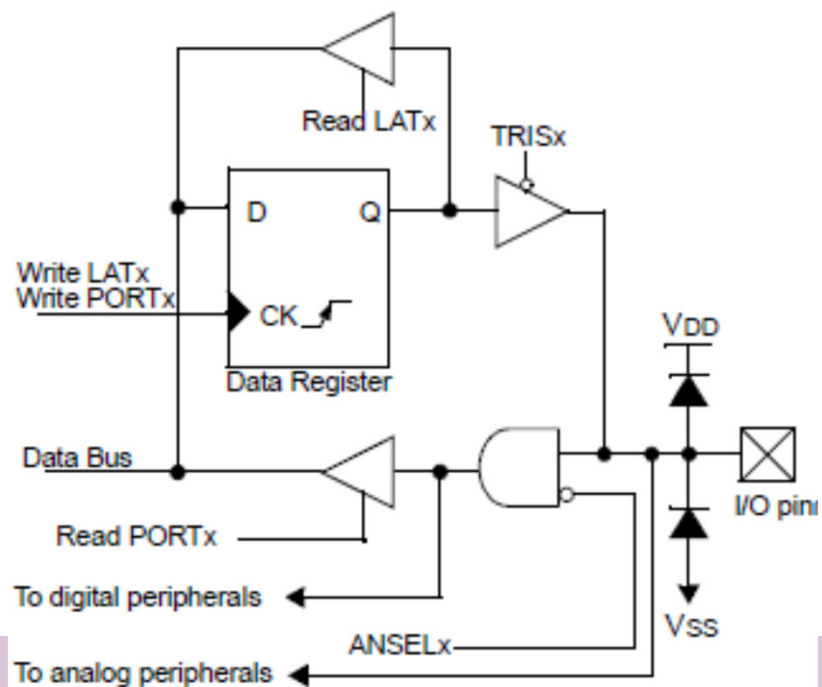 Read LATx
TRISx
D
Q
Write LATx
Write PORTx
CK
VDD
Data Register
Data Bus
I/O pin
Read PORTx
To digital peripherals
VSS
ANSELx
To analog peripherals